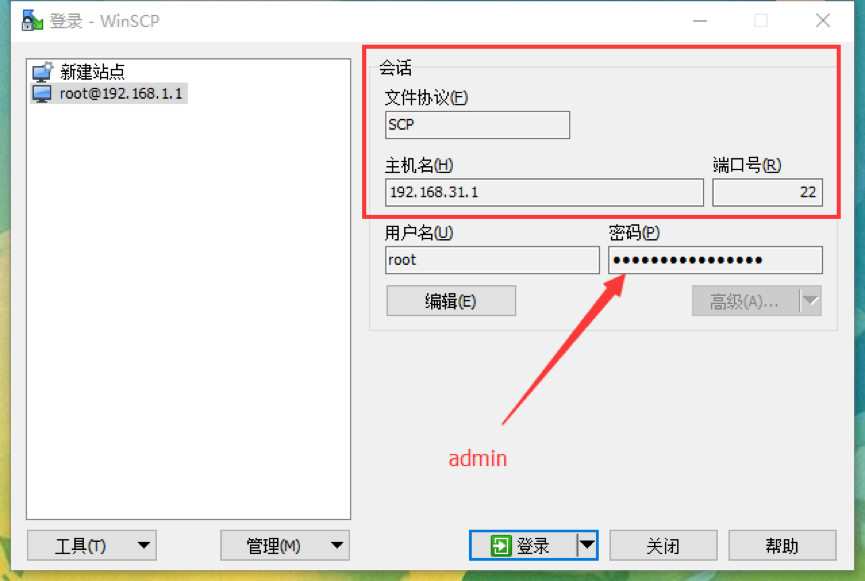 登录 - WinSCP
新建站点
root@192.168.1.1
会话
文件协议(F)
SCP
主机名(H)
端口号(R)
192.168.31.1
22
用户名(U)
密码(P)
root
••••••••••••••••
编辑(E)
高级(A)...
admin
工具(T)
管理(M)
登录
关闭
帮助